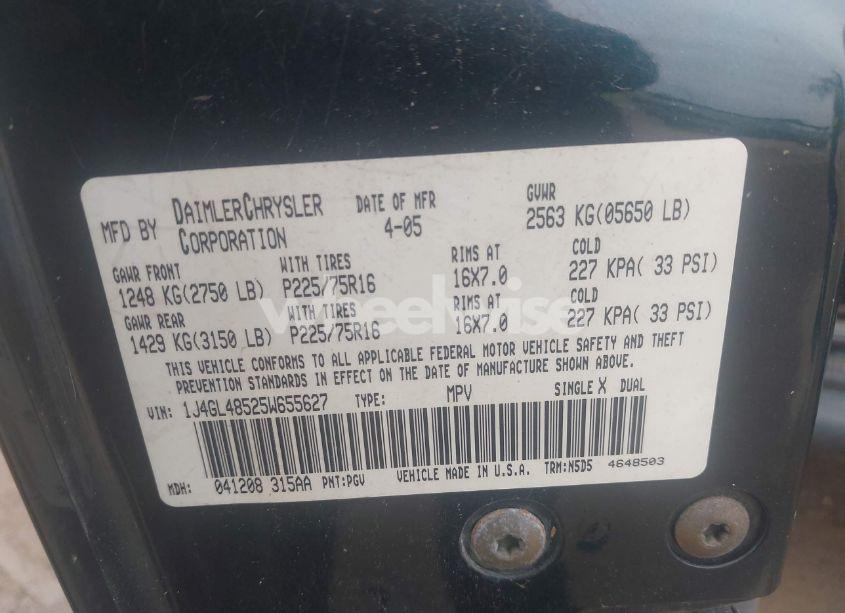 MFD BY DAIMLERCHRYSLER CORPORATION DATE OF MFR 4-05 GVWR 2563 KG(05650 LB)
GAWR FRONT WITH TIRES RIMS AT COLD
1248 KG(2750 LB) P225/75R16 16X7.0 227 KPA( 33 PSI)
GAWR REAR WITH TIRES RIMS AT COLD
1429 KG(3150 LB) P225/75R16 16X7.0 227 KPA( 33 PSI)
THIS VEHICLE CONFORMS TO ALL APPLICABLE FEDERAL MOTOR VEHICLE SAFETY AND THEFT
PREVENTION STANDARDS IN EFFECT ON THE DATE OF MANUFACTURE SHOWN ABOVE.
VIN: 1J4GL48525W655627 TYPE: MPV SINGLE X DUAL
MDH: 041208 315AA PNT:PGV VEHICLE MADE IN U.S.A. TRM:N5D5 4648503
wheelwise